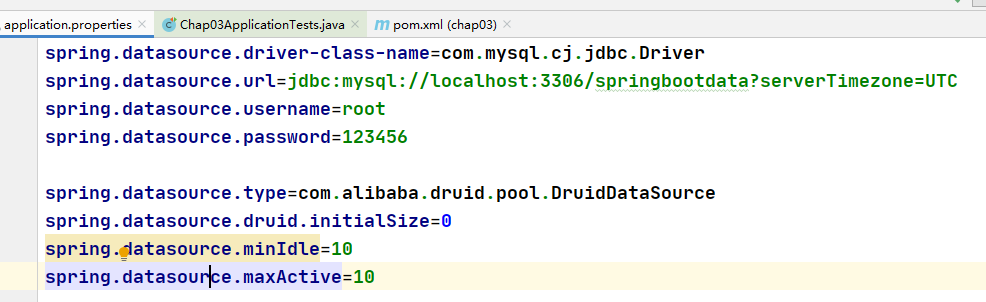 application.properties Chap03ApplicationTests.java pom.xml (chap03)
spring.datasource.driver-class-name=com.mysql.cj.jdbc.Driver
spring.datasource.url=jdbc:mysql://localhost:3306/springbootdata?serverTimezone=UTC
spring.datasource.username=root
spring.datasource.password=123456
spring.datasource.type=com.alibaba.druid.pool.DruidDataSource
spring.datasource.druid.initialSize=0
spring.datasource.minIdle=10
spring.datasource.maxActive=10